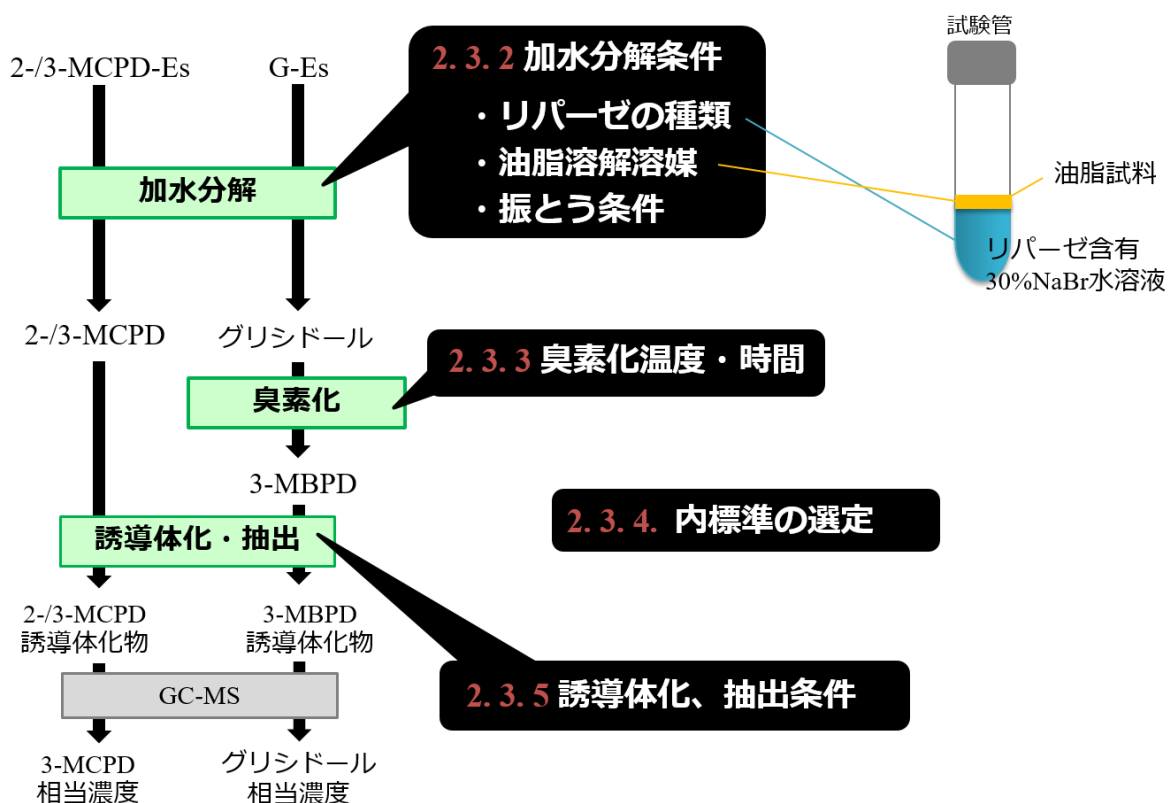 2-/3-MCPD-Es
G-Es
2. 3. 2 加水分解条件
・リパーゼの種類
・油脂溶解溶媒
・振とう条件
試験管
油脂試料
リパーゼ含有
30%NaBr水溶液
加水分解
2-/3-MCPD
グリシドール
2. 3. 3 臭素化温度・時間
臭素化
3-MBPD
2. 3. 4. 内標準の選定
誘導体化・抽出
2-/3-MCPD
誘導体化物
3-MBPD
誘導体化物
2. 3. 5 誘導体化、抽出条件
GC-MS
3-MCPD
相当濃度
グリシドール
相当濃度